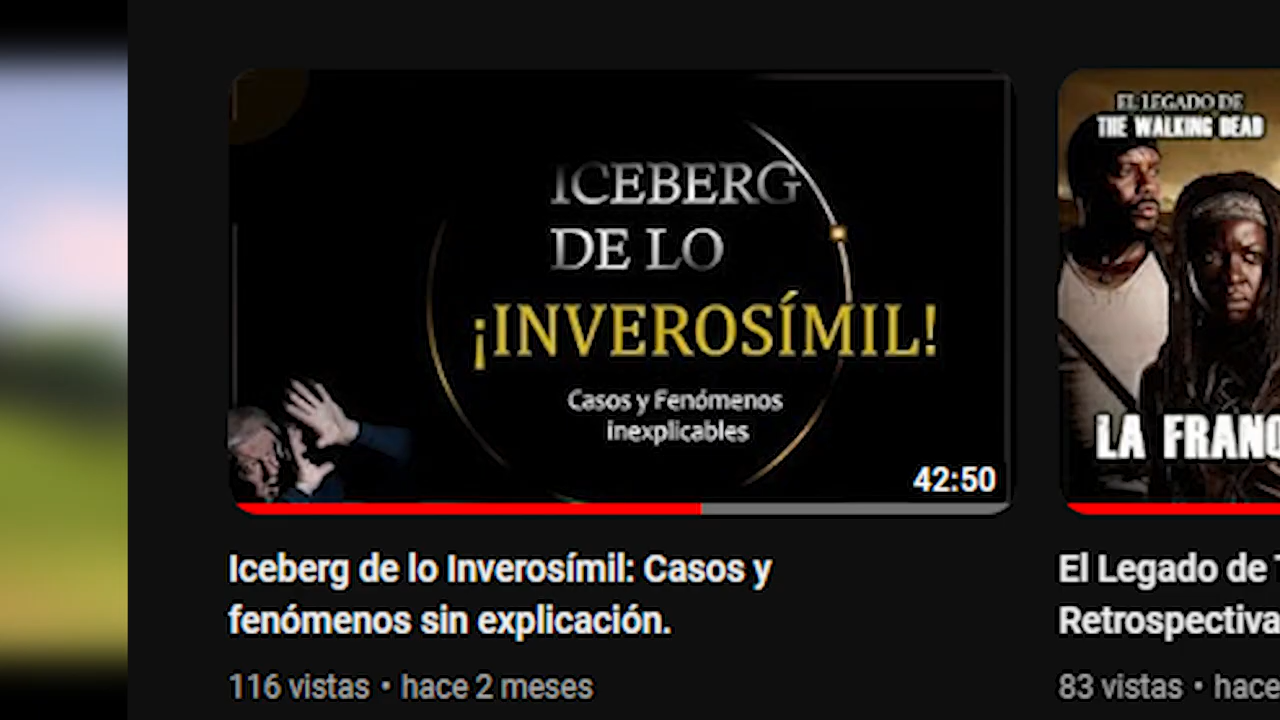 ICEBERG
DE LO
¡INVEROSÍMIL!
Casos y Fenómenos
inexplicables
42:50
Iceberg de lo Inverosímil: Casos y
fenómenos sin explicación.
116 vistas • hace 2 meses
EL LEGADO DE
THE WALKING DEAD
LA FRANQ
El Legado de
Retrospectiva
83 vistas • hace